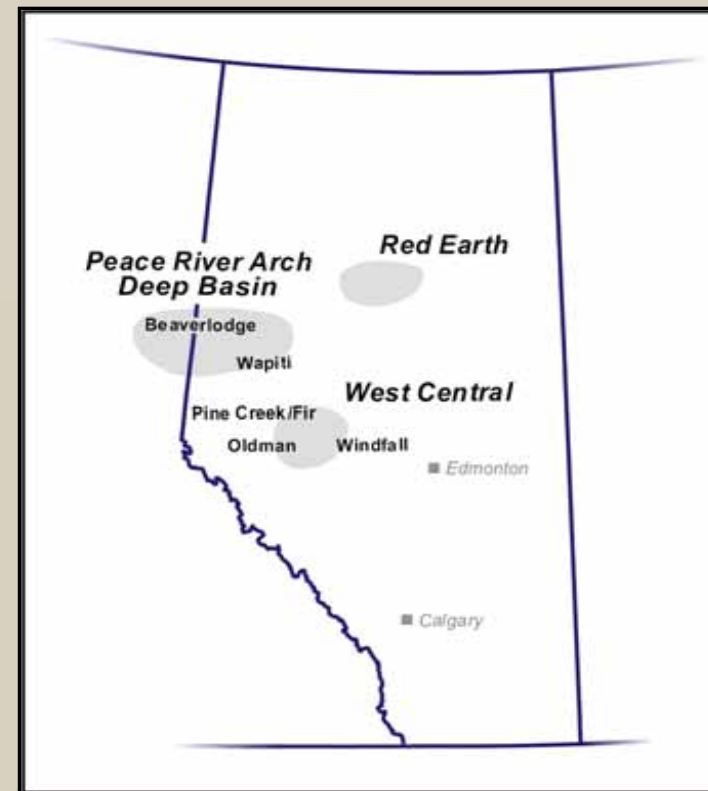 Red Earth
Peace River Arch
Deep Basin
Beaverlodge
Wapiti
West Central
Pine Creek/Fir
Oldman
Windfall
Edmonton
Calgary